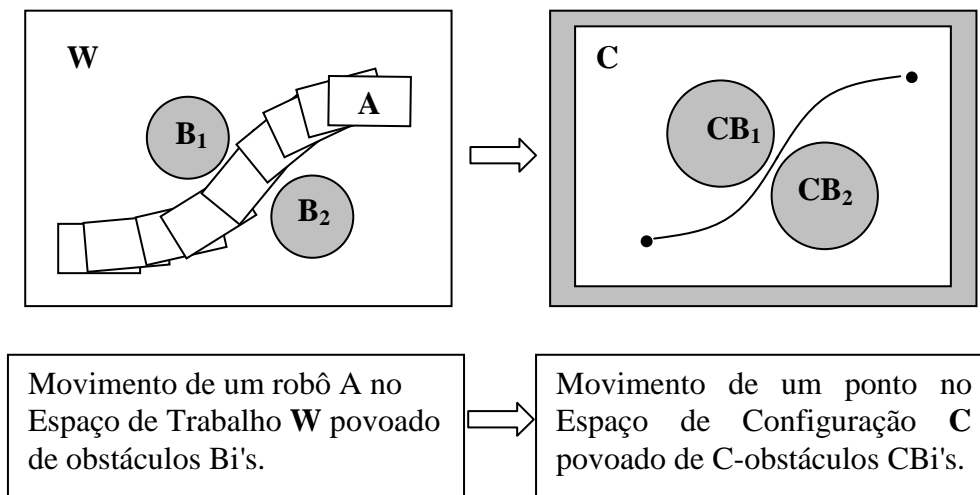 W
A
B1
B2
C
CB1
CB2
Movimento de um robô A no
Espaço de Trabalho W povoado
de obstáculos Bi's.
Movimento de um ponto no
Espaço de Configuração C
povoado de C-obstáculos CBi's.